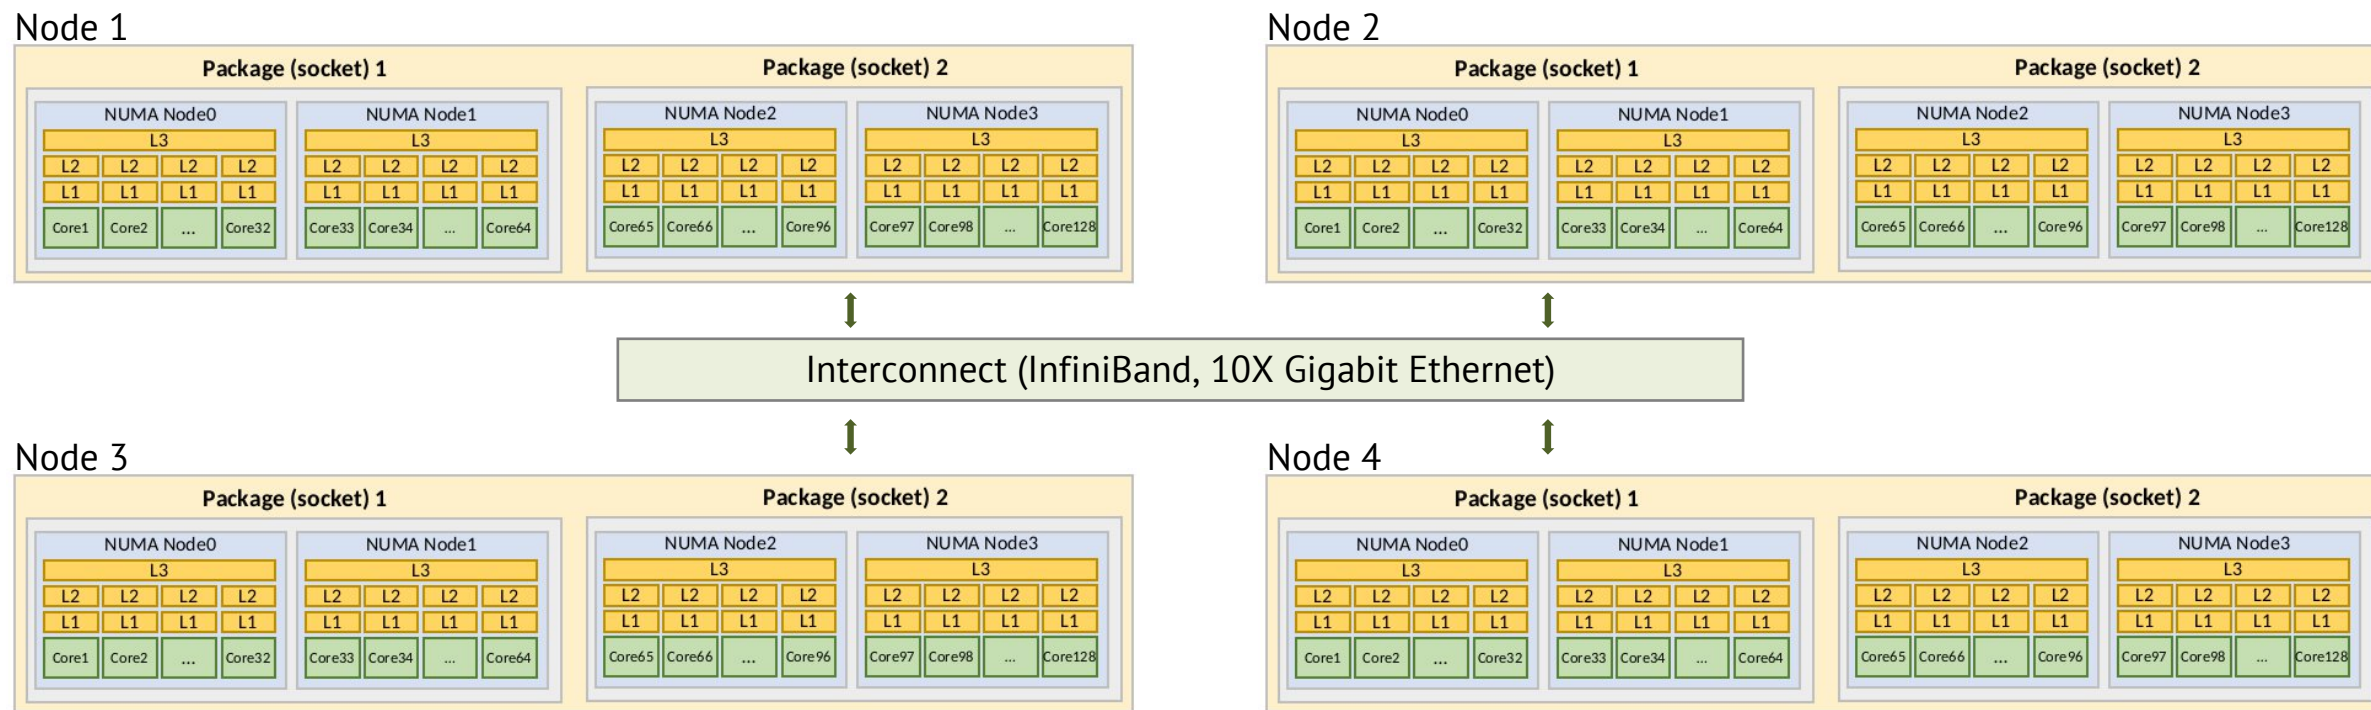 Node 1
Package (socket) 1
Package (socket) 2
NUMA Node0
NUMA Node1
NUMA Node2
NUMA Node3
L3 L3 L3 L3
L2 L2 L2 L2 L2 L2 L2 L2 L2 L2 L2 L2 L2 L2 L2 L2
L1 L1 L1 L1 L1 L1 L1 L1 L1 L1 L1 L1 L1 L1 L1 L1
Core1 Core2 ... Core32 Core33 Core34 ... Core64 Core65 Core66 ... Core96 Core97 Core98 ... Core128
Node 2
Package (socket) 1
Package (socket) 2
NUMA Node0
NUMA Node1
NUMA Node2
NUMA Node3
L3 L3 L3 L3
L2 L2 L2 L2 L2 L2 L2 L2 L2 L2 L2 L2 L2 L2 L2 L2
L1 L1 L1 L1 L1 L1 L1 L1 L1 L1 L1 L1 L1 L1 L1 L1
Core1 Core2 ... Core32 Core33 Core34 ... Core64 Core65 Core66 ... Core96 Core97 Core98 ... Core128
Interconnect (InfiniBand, 10X Gigabit Ethernet)
Node 3
Package (socket) 1
Package (socket) 2
NUMA Node0
NUMA Node1
NUMA Node2
NUMA Node3
L3 L3 L3 L3
L2 L2 L2 L2 L2 L2 L2 L2 L2 L2 L2 L2 L2 L2 L2 L2
L1 L1 L1 L1 L1 L1 L1 L1 L1 L1 L1 L1 L1 L1 L1 L1
Core1 Core2 ... Core32 Core33 Core34 ... Core64 Core65 Core66 ... Core96 Core97 Core98 ... Core128
Node 4
Package (socket) 1
Package (socket) 2
NUMA Node0
NUMA Node1
NUMA Node2
NUMA Node3
L3 L3 L3 L3
L2 L2 L2 L2 L2 L2 L2 L2 L2 L2 L2 L2 L2 L2 L2 L2
L1 L1 L1 L1 L1 L1 L1 L1 L1 L1 L1 L1 L1 L1 L1 L1
Core1 Core2 ... Core32 Core33 Core34 ... Core64 Core65 Core66 ... Core96 Core97 Core98 ... Core128